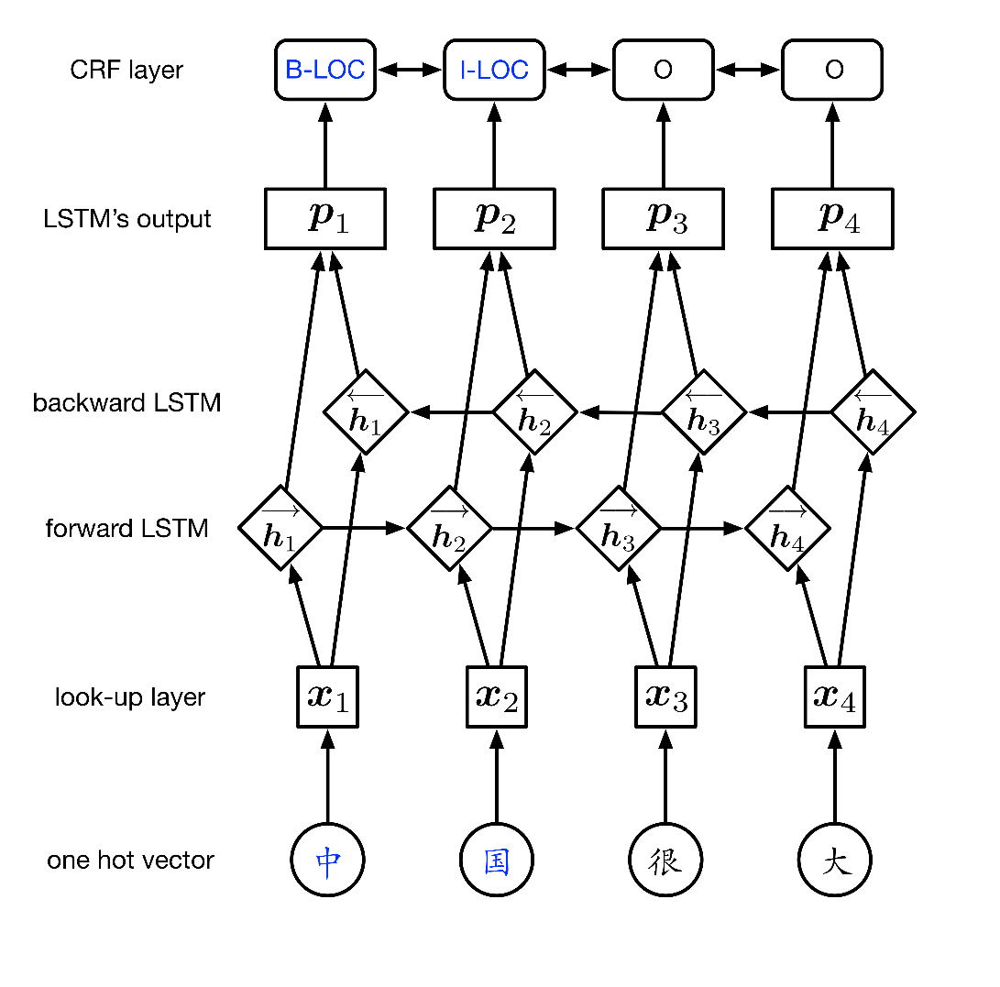 CRF layer B-LOC I-LOC O O
LSTM’s output p1 p2 p3 p4
backward LSTM ←h1 ←h2 ←h3 ←h4
forward LSTM →h1 →h2 →h3 →h4
look-up layer x1 x2 x3 x4
one hot vector 中 国 很 大